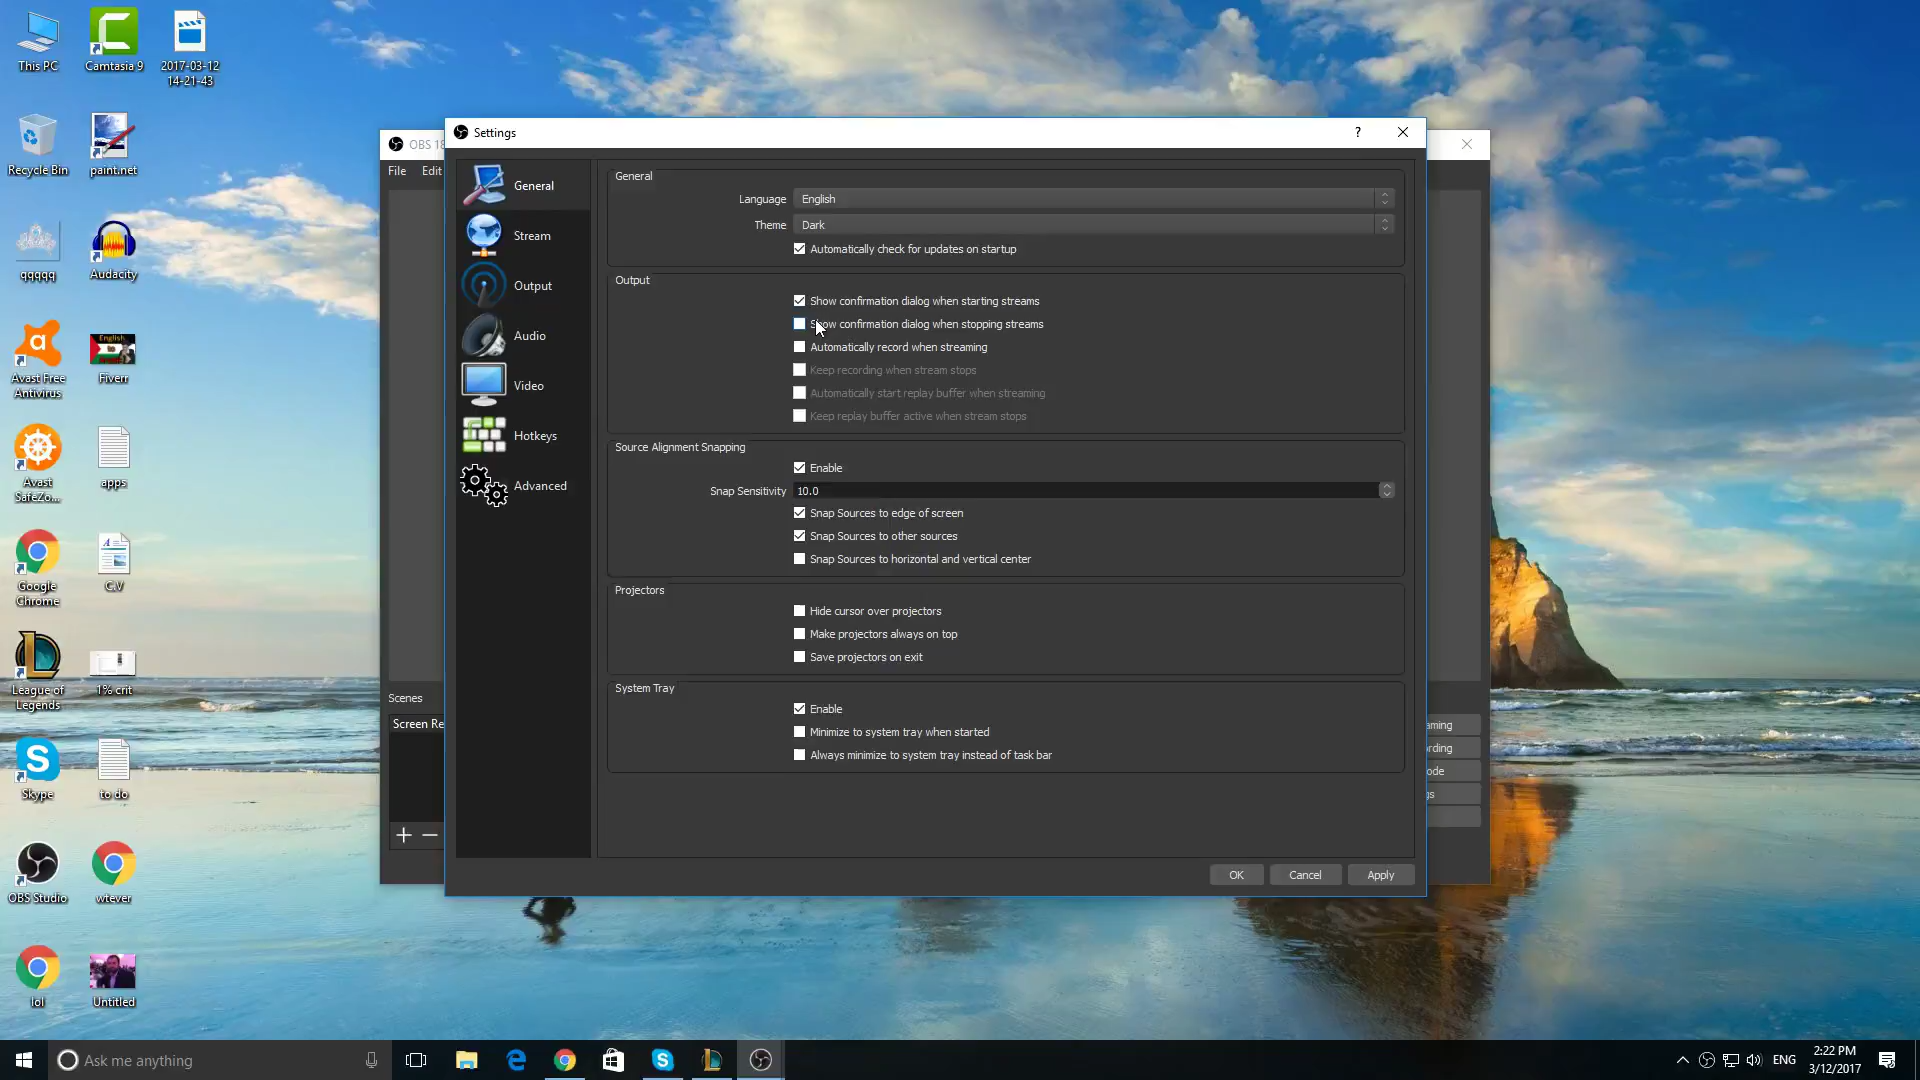 This PC
Camtasia 9
2017-03-12
14-21-43
Recycle Bin
paint.net
qqqqq
Audacity
Avast Free
Antivirus
English
Fiverr
Avast
SafeZo...
apps
Google
Chrome
C.V
League of
Legends
1% crit
Skype
to do
OBS Studio
wtever
lol
Untitled
OBS 18
File
Edit
Scenes
Screen Re
Settings
?
General
Stream
Output
Audio
Video
Hotkeys
Advanced
General
Language
English
Theme
Dark
Automatically check for updates on startup
Output
Show confirmation dialog when starting streams
Show confirmation dialog when stopping streams
Automatically record when streaming
Keep recording when stream stops
Automatically start replay buffer when streaming
Keep replay buffer active when stream stops
Source Alignment Snapping
Enable
Snap Sensitivity
10.0
Snap Sources to edge of screen
Snap Sources to other sources
Snap Sources to horizontal and vertical center
Projectors
Hide cursor over projectors
Make projectors always on top
Save projectors on exit
System Tray
Enable
Minimize to system tray when started
Always minimize to system tray instead of task bar
OK
Cancel
Apply
aming
rding
ode
gs
Ask me anything
ENG
2:22 PM
3/12/2017